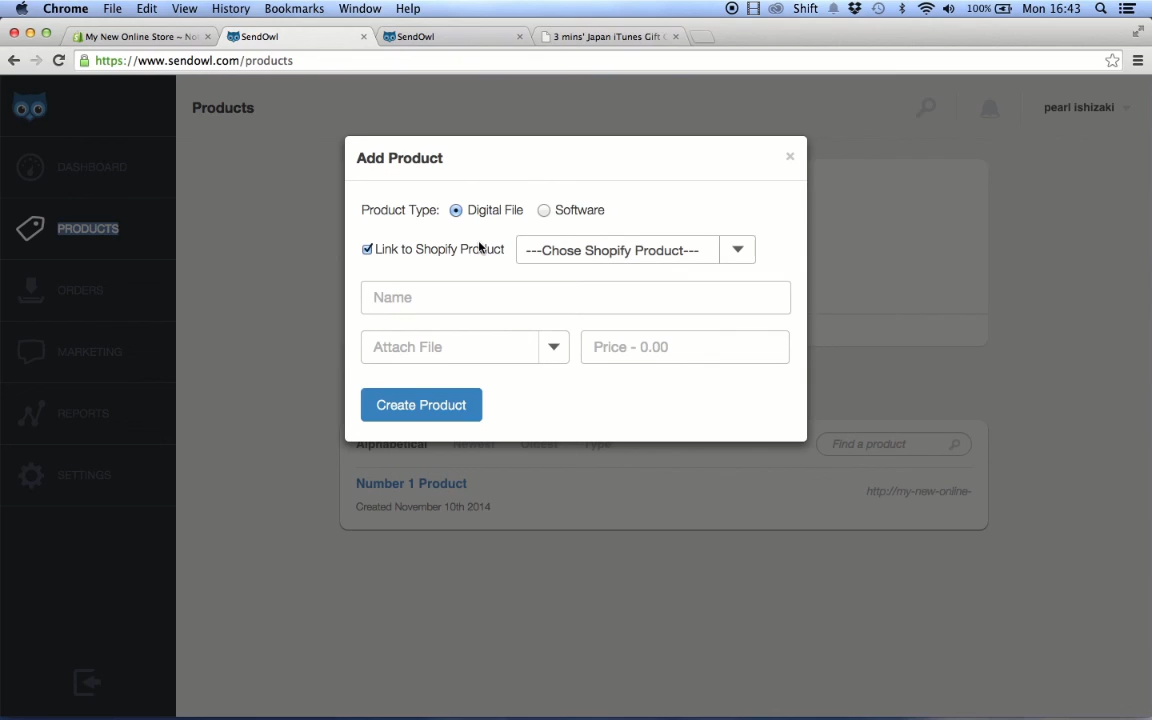 Chrome File Edit View History Bookmarks Window Help Shift 100% Mon 16:43
My New Online Store ~ No SendOwl SendOwl 3 mins' Japan iTunes Gift
https://www.sendowl.com/products
Products pearl ishizaki
DASHBOARD
PRODUCTS
ORDERS
MARKETING
REPORTS
SETTINGS
Add Product ×
Product Type: Digital File Software
Link to Shopify Product ---Chose Shopify Product---
Name
Attach File Price - 0.00
Create Product
Alphabetical Newest Oldest Type Find a product
Number 1 Product
http://my-new-online-
Created November 10th 2014